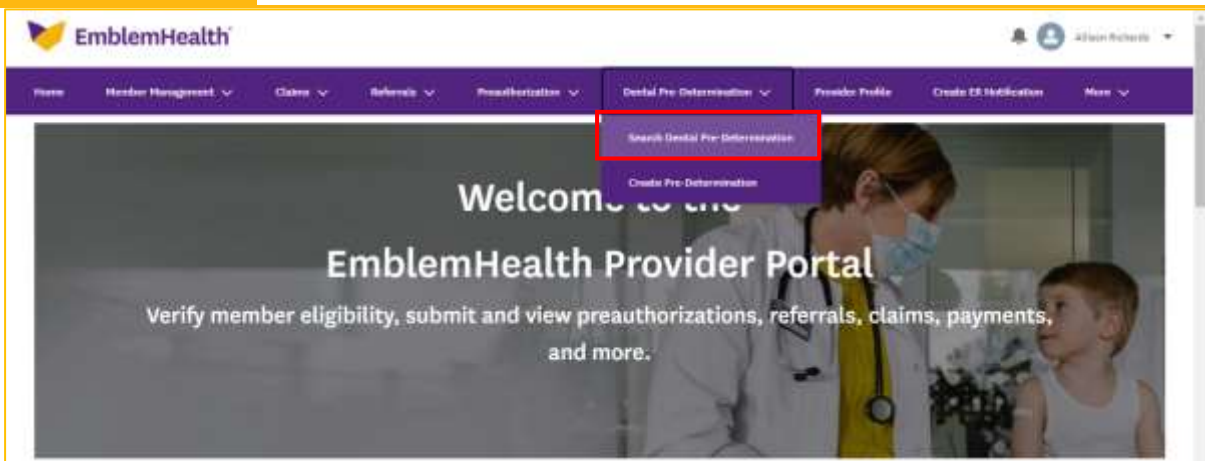 EmblemHealth
Allison Richards
Home Member Management Claims Referrals Preauthorization Dental Pre-Determination Provider Profile Create ER Notification More
Search Dental Pre-Determination
Create Pre-Determination
Welcome to the
EmblemHealth Provider Portal
Verify member eligibility, submit and view preauthorizations, referrals, claims, payments,
and more.